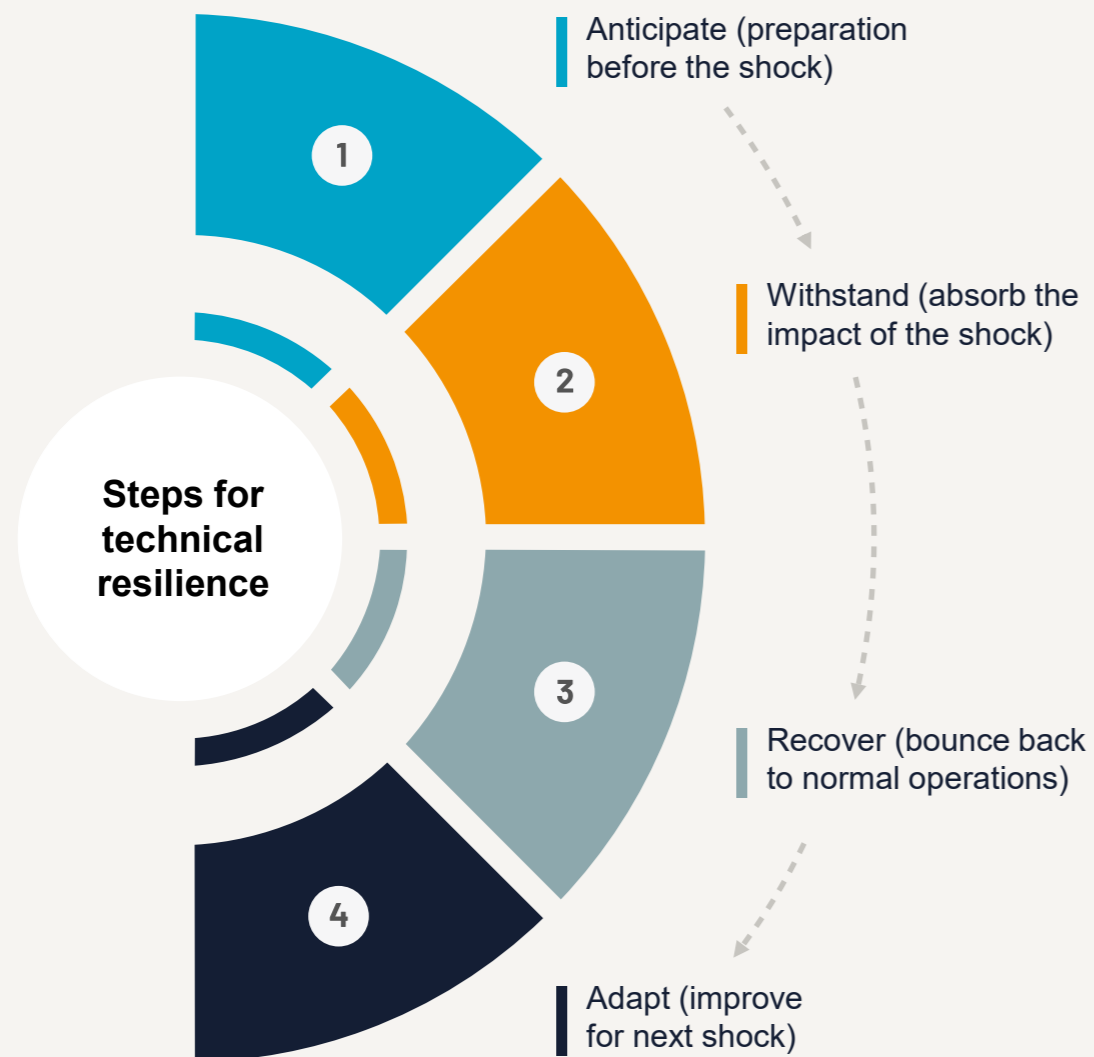 Anticipate (preparation
before the shock)
1
Withstand (absorb the
impact of the shock)
2
Steps for
technical
resilience
3
Recover (bounce back
to normal operations)
4
Adapt (improve
for next shock)